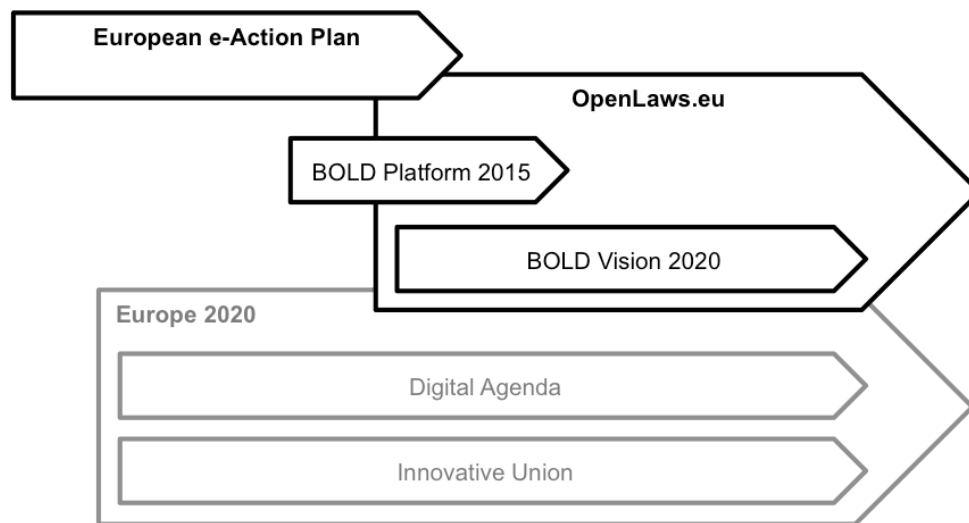 European e-Action Plan
OpenLaws.eu
BOLD Platform 2015
BOLD Vision 2020
Europe 2020
Digital Agenda
Innovative Union